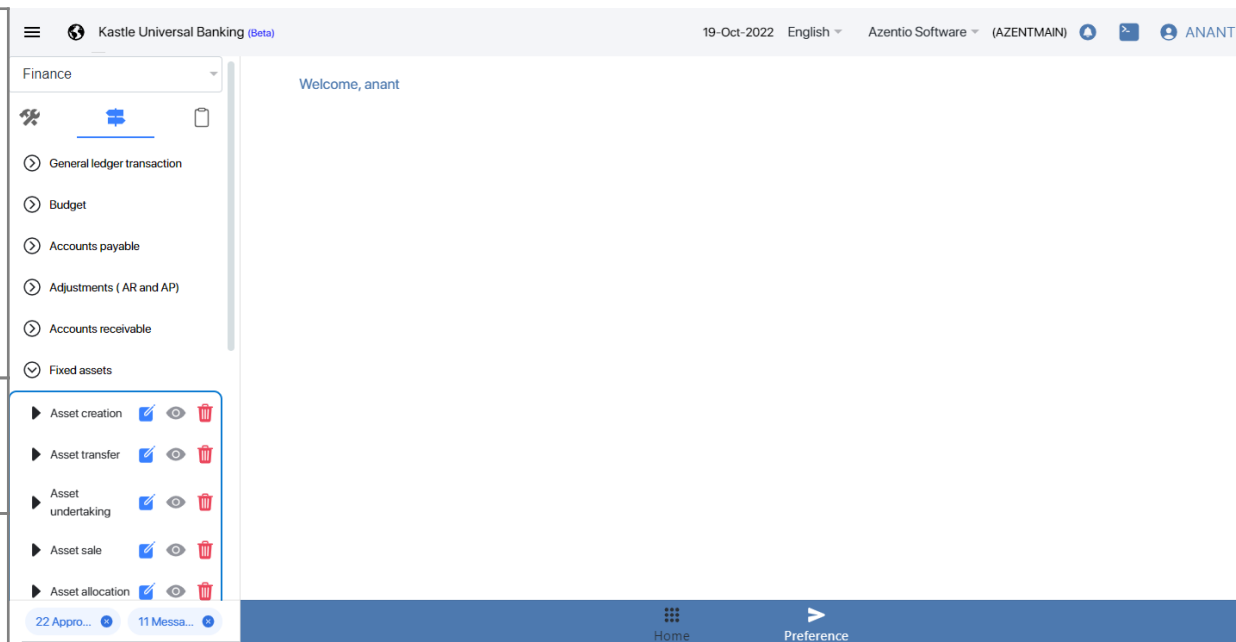 Kastle Universal Banking (Beta)
19-Oct-2022 English Azentio Software (AZENTMAIN) ANANT
Finance
Welcome, anant
General ledger transaction
Budget
Accounts payable
Adjustments ( AR and AP)
Accounts receivable
Fixed assets
Asset creation
Asset transfer
Asset
undertaking
Asset sale
Asset allocation
22 Appro... 11 Messa...
Home Preference